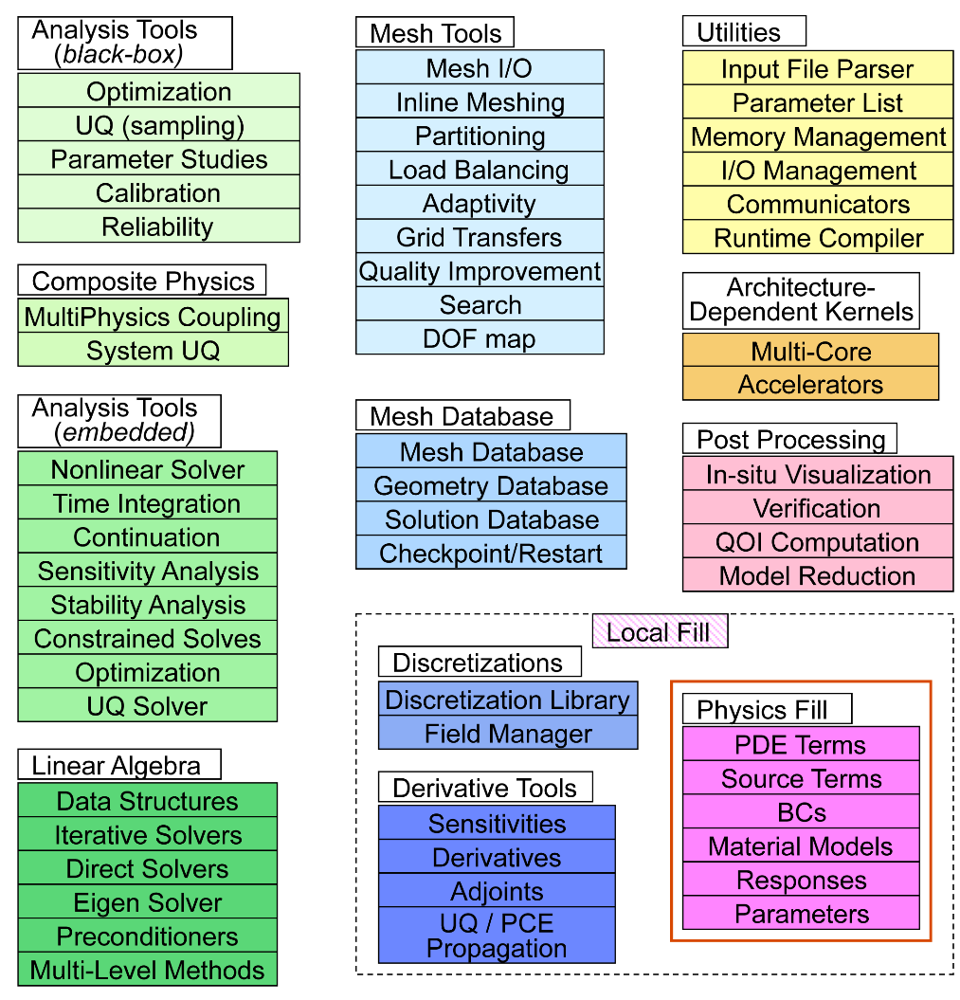 Analysis Tools
(black-box)
Optimization
UQ (sampling)
Parameter Studies
Calibration
Reliability
Composite Physics
MultiPhysics Coupling
System UQ
Analysis Tools
(embedded)
Nonlinear Solver
Time Integration
Continuation
Sensitivity Analysis
Stability Analysis
Constrained Solves
Optimization
UQ Solver
Linear Algebra
Data Structures
Iterative Solvers
Direct Solvers
Eigen Solver
Preconditioners
Multi-Level Methods
Mesh Tools
Mesh I/O
Inline Meshing
Partitioning
Load Balancing
Adaptivity
Grid Transfers
Quality Improvement
Search
DOF map
Mesh Database
Mesh Database
Geometry Database
Solution Database
Checkpoint/Restart
Utilities
Input File Parser
Parameter List
Memory Management
I/O Management
Communicators
Runtime Compiler
Architecture-
Dependent Kernels
Multi-Core
Accelerators
Post Processing
In-situ Visualization
Verification
QOI Computation
Model Reduction
Local Fill
Discretizations
Discretization Library
Field Manager
Derivative Tools
Sensitivities
Derivatives
Adjoints
UQ / PCE
Propagation
Physics Fill
PDE Terms
Source Terms
BCs
Material Models
Responses
Parameters